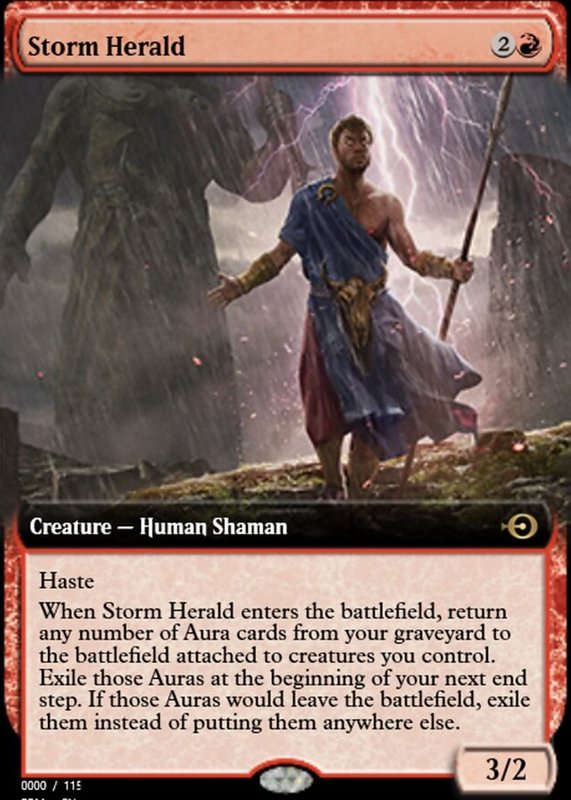 Storm Herald 2
Creature — Human Shaman
Haste
When Storm Herald enters the battlefield, return
any number of Aura cards from your graveyard to
the battlefield attached to creatures you control.
Exile those Auras at the beginning of your next end
step. If those Auras would leave the battlefield, exile
them instead of putting them anywhere else.
3/2
0000 / 115